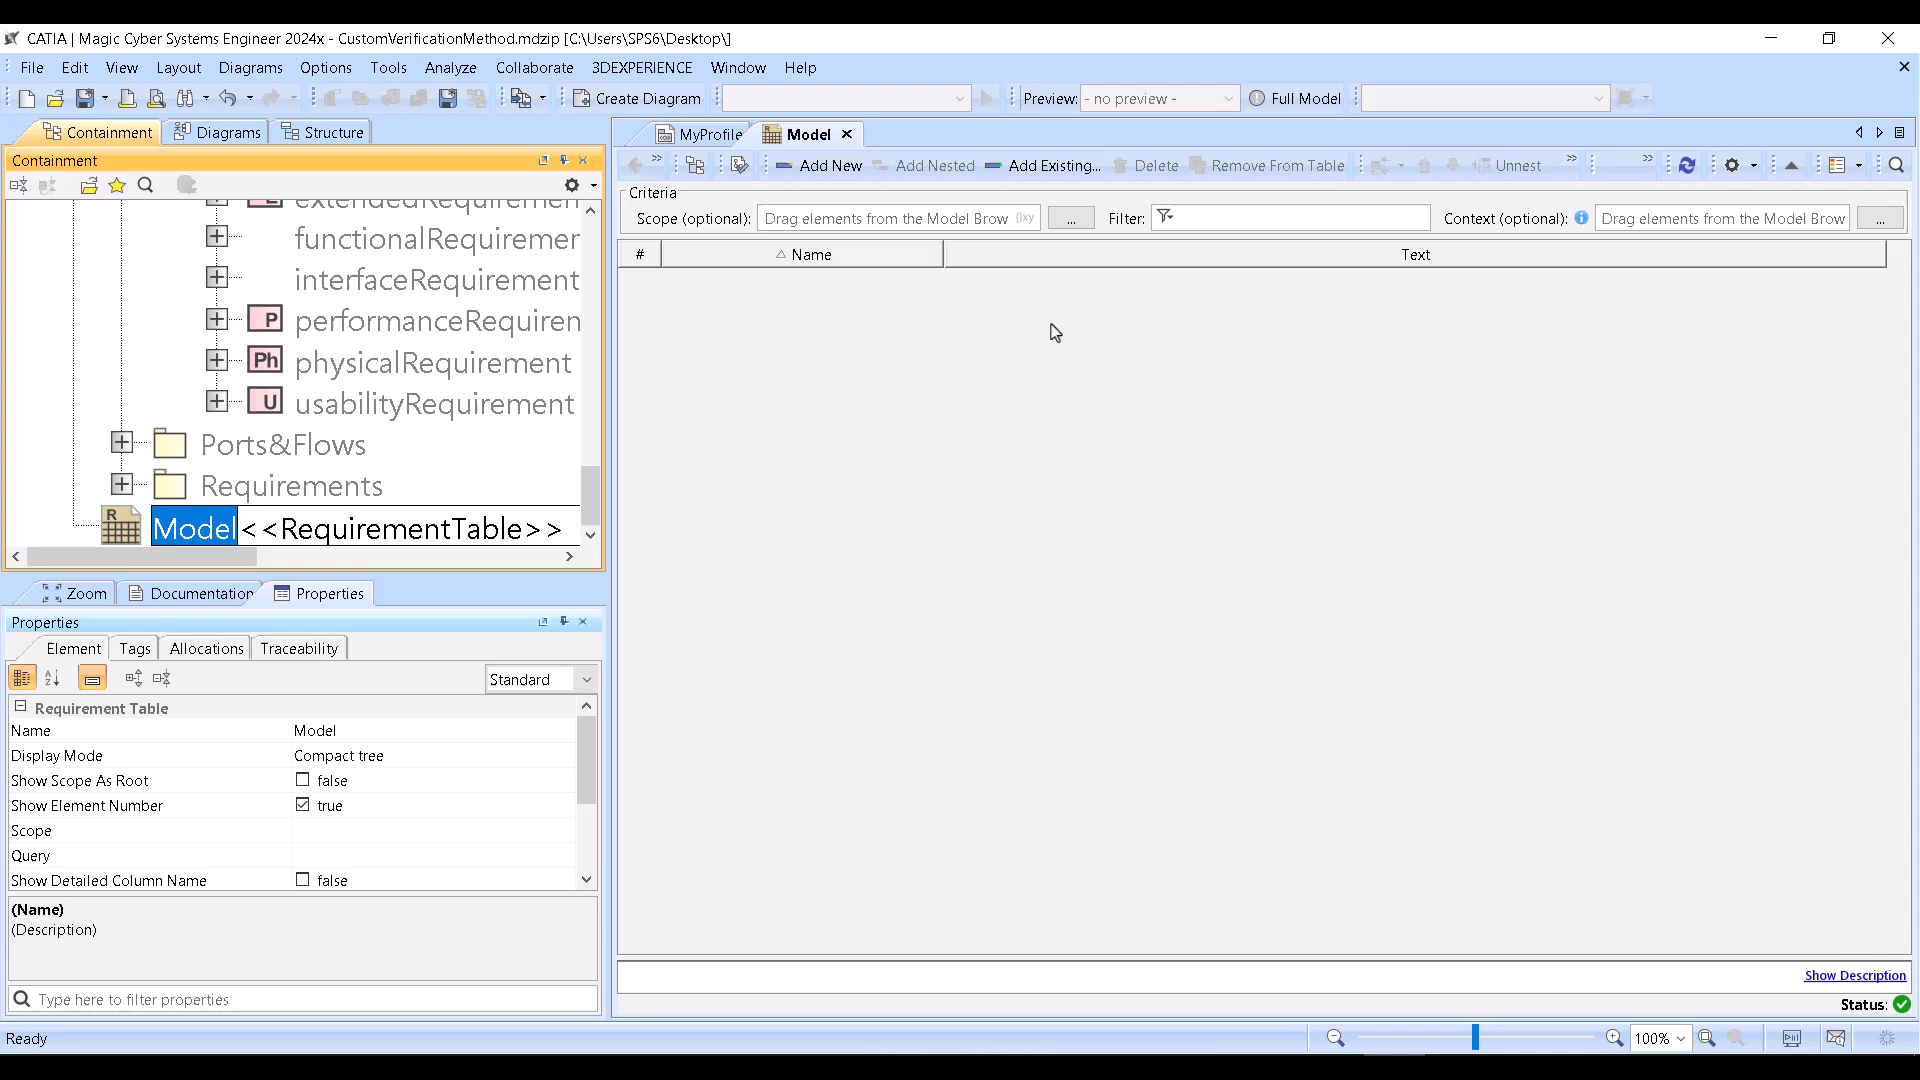 CATIA | Magic Cyber Systems Engineer 2024x - CustomVerificationMethod.mdzip [C:\Users\SPS6\Desktop\]
File Edit View Layout Diagrams Options Tools Analyze Collaborate 3DEXPERIENCE Window Help
Create Diagram Preview: - no preview - Full Model
Containment Diagrams Structure
MyProfile Model
Containment
Add New Add Nested Add Existing... Delete Remove From Table Unnest
Criteria
Scope (optional): Drag elements from the Model Brow {}xy ... Filter: Context (optional): Drag elements from the Model Brow ...
# Name Text
functionalRequiremer
interfaceRequirement
P performanceRequiren
Ph physicalRequirement
U usabilityRequirement
Ports&Flows
Requirements
R Model<<RequirementTable>>
Zoom Documentation Properties
Properties
Element Tags Allocations Traceability
Standard
Requirement Table
Name Model
Display Mode Compact tree
Show Scope As Root false
Show Element Number true
Scope
Query
Show Detailed Column Name false
(Name)
(Description)
Type here to filter properties
Show Description
Status:
Ready
100%